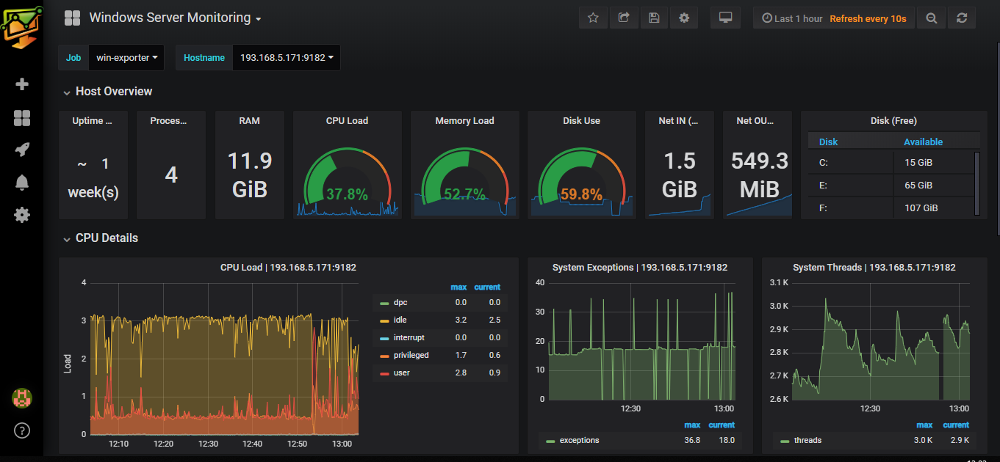 Windows Server Monitoring
Last 1 hour Refresh every 10s
Job win-exporter Hostname 193.168.5.171:9182
Host Overview
Uptime ... Proces... RAM CPU Load Memory Load Disk Use Net IN (... Net OU... Disk (Free)
~ 1
week(s)
4
11.9
GiB
37.8%
52.7%
59.8%
1.5
GiB
549.3
MiB
Disk Available
C: 15 GiB
E: 65 GiB
F: 107 GiB
CPU Details
CPU Load | 193.168.5.171:9182
Load
4
3
2
1
0
12:10 12:20 12:30 12:40 12:50 13:00
max current
dpc 0.0 0.0
idle 3.2 2.5
interrupt 0.0 0.0
privileged 1.7 0.6
user 2.8 0.9
System Exceptions | 193.168.5.171:9182
40
30
20
10
0
12:30 13:00
max current
exceptions 36.8 18.0
System Threads | 193.168.5.171:9182
3.1 K
3.0 K
2.9 K
2.8 K
2.7 K
2.6 K
12:30 13:00
max current
threads 3.0 K 2.9 K